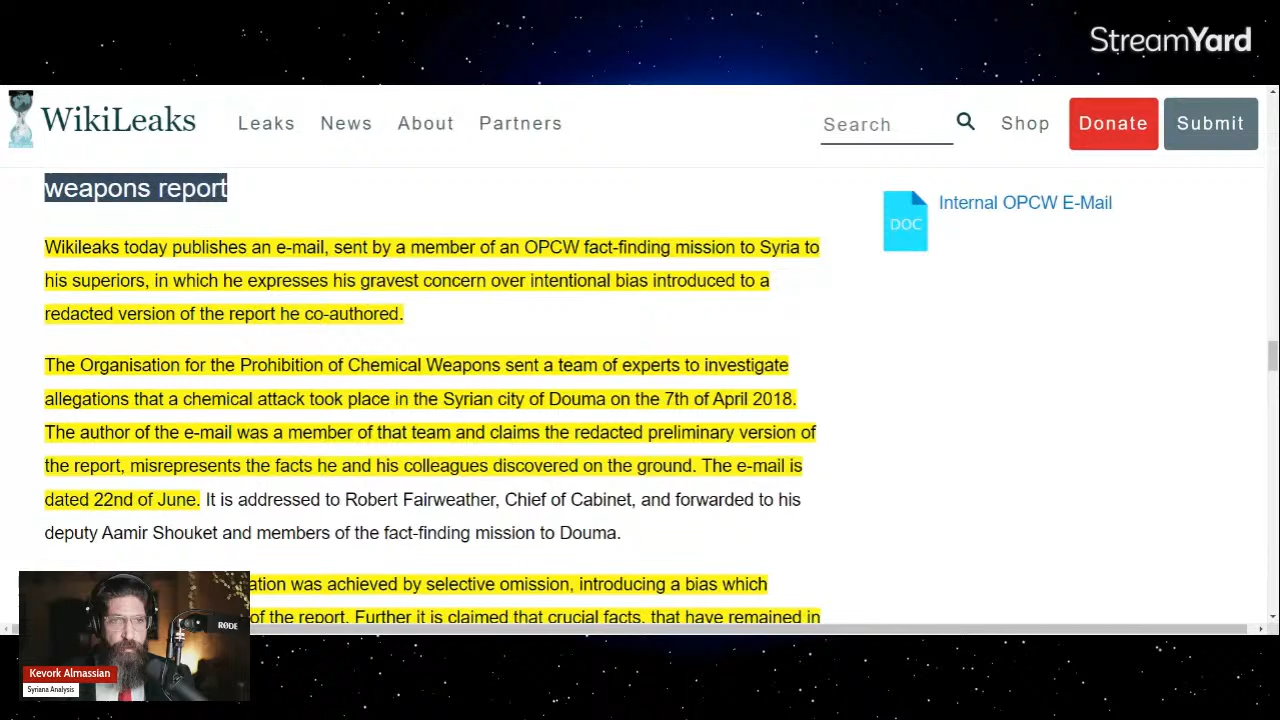 StreamYard
WikiLeaks
Leaks News About Partners
Search
Shop
Donate
Submit
weapons report
Internal OPCW E-Mail
DOC
Wikileaks today publishes an e-mail, sent by a member of an OPCW fact-finding mission to Syria to
his superiors, in which he expresses his gravest concern over intentional bias introduced to a
redacted version of the report he co-authored.
The Organisation for the Prohibition of Chemical Weapons sent a team of experts to investigate
allegations that a chemical attack took place in the Syrian city of Douma on the 7th of April 2018.
The author of the e-mail was a member of that team and claims the redacted preliminary version of
the report, misrepresents the facts he and his colleagues discovered on the ground. The e-mail is
dated 22nd of June. It is addressed to Robert Fairweather, Chief of Cabinet, and forwarded to his
deputy Aamir Shouket and members of the fact-finding mission to Douma.
ation was achieved by selective omission, introducing a bias which
of the report. Further it is claimed that crucial facts, that have remained in
RØDE
Kevork Almassian
Syriana Analysis